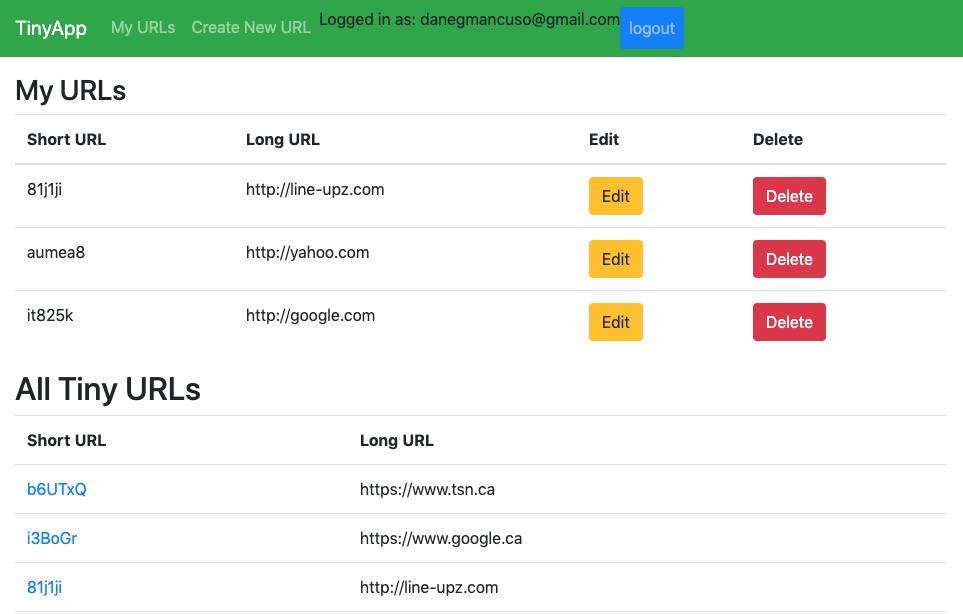 TinyApp My URLs Create New URL Logged in as: danegmancuso@gmail.com logout
My URLs
Short URL Long URL Edit Delete
81j1ji http://line-upz.com Edit Delete
aumea8 http://yahoo.com Edit Delete
it825k http://google.com Edit Delete
All Tiny URLs
Short URL Long URL
b6UTxQ https://www.tsn.ca
i3BoGr https://www.google.ca
81j1ji http://line-upz.com